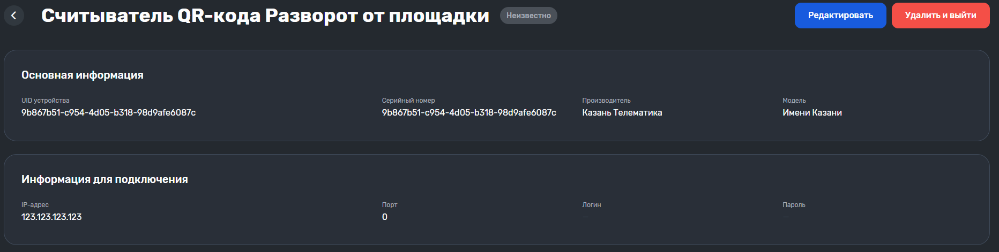 Считыватель QR-кода Разворот от площадки Неизвестно Редактировать Удалить и выйти
Основная информация
UID устройства Серийный номер Производитель Модель
9b867b51-c954-4d05-b318-98d9afe6087c 9b867b51-c954-4d05-b318-98d9afe6087c Казань Телематика Имени Казани
Информация для подключения
IP-адрес Порт Логин Пароль
123.123.123.123 0 — —